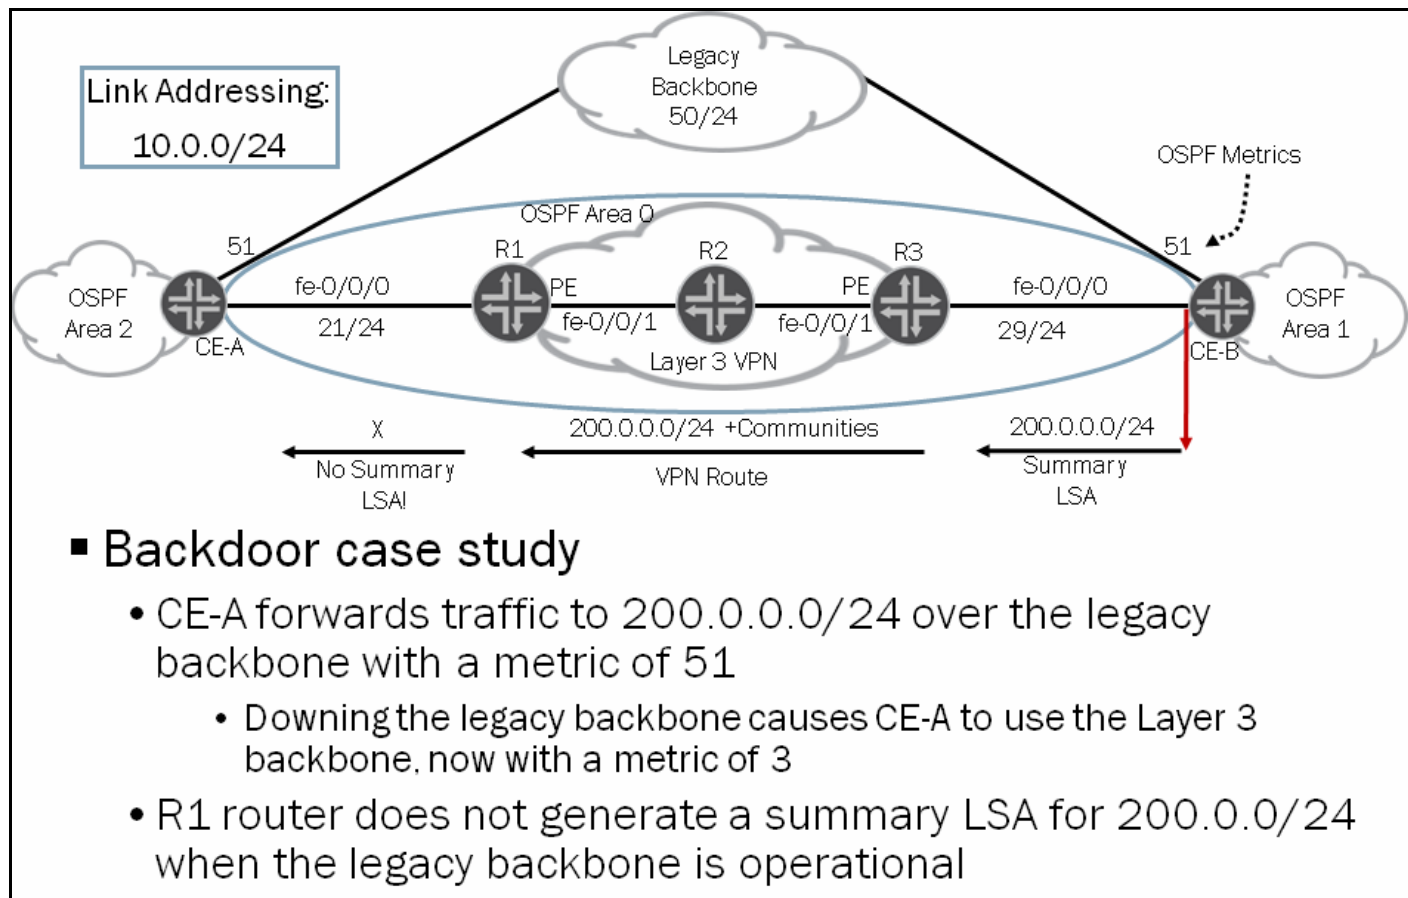 Legacy
Backbone
50/24
Link Addressing:
10.0.0/24
OSPF Metrics
OSPF Area 0
51
51
R1
R2
R3
fe-0/0/0
PE
PE
fe-0/0/0
OSPF
Area 2
OSPF
Area 1
fe-0/0/1
fe-0/0/1
21/24
29/24
CE-A
CE-B
Layer 3 VPN
X
200.0.0.0/24 +Communities
200.0.0.0/24
No Summary
LSA!
VPN Route
Summary
LSA
■ Backdoor case study
• CE-A forwards traffic to 200.0.0.0/24 over the legacy
backbone with a metric of 51
• Downing the legacy backbone causes CE-A to use the Layer 3
backbone, now with a metric of 3
• R1 router does not generate a summary LSA for 200.0.0/24
when the legacy backbone is operational